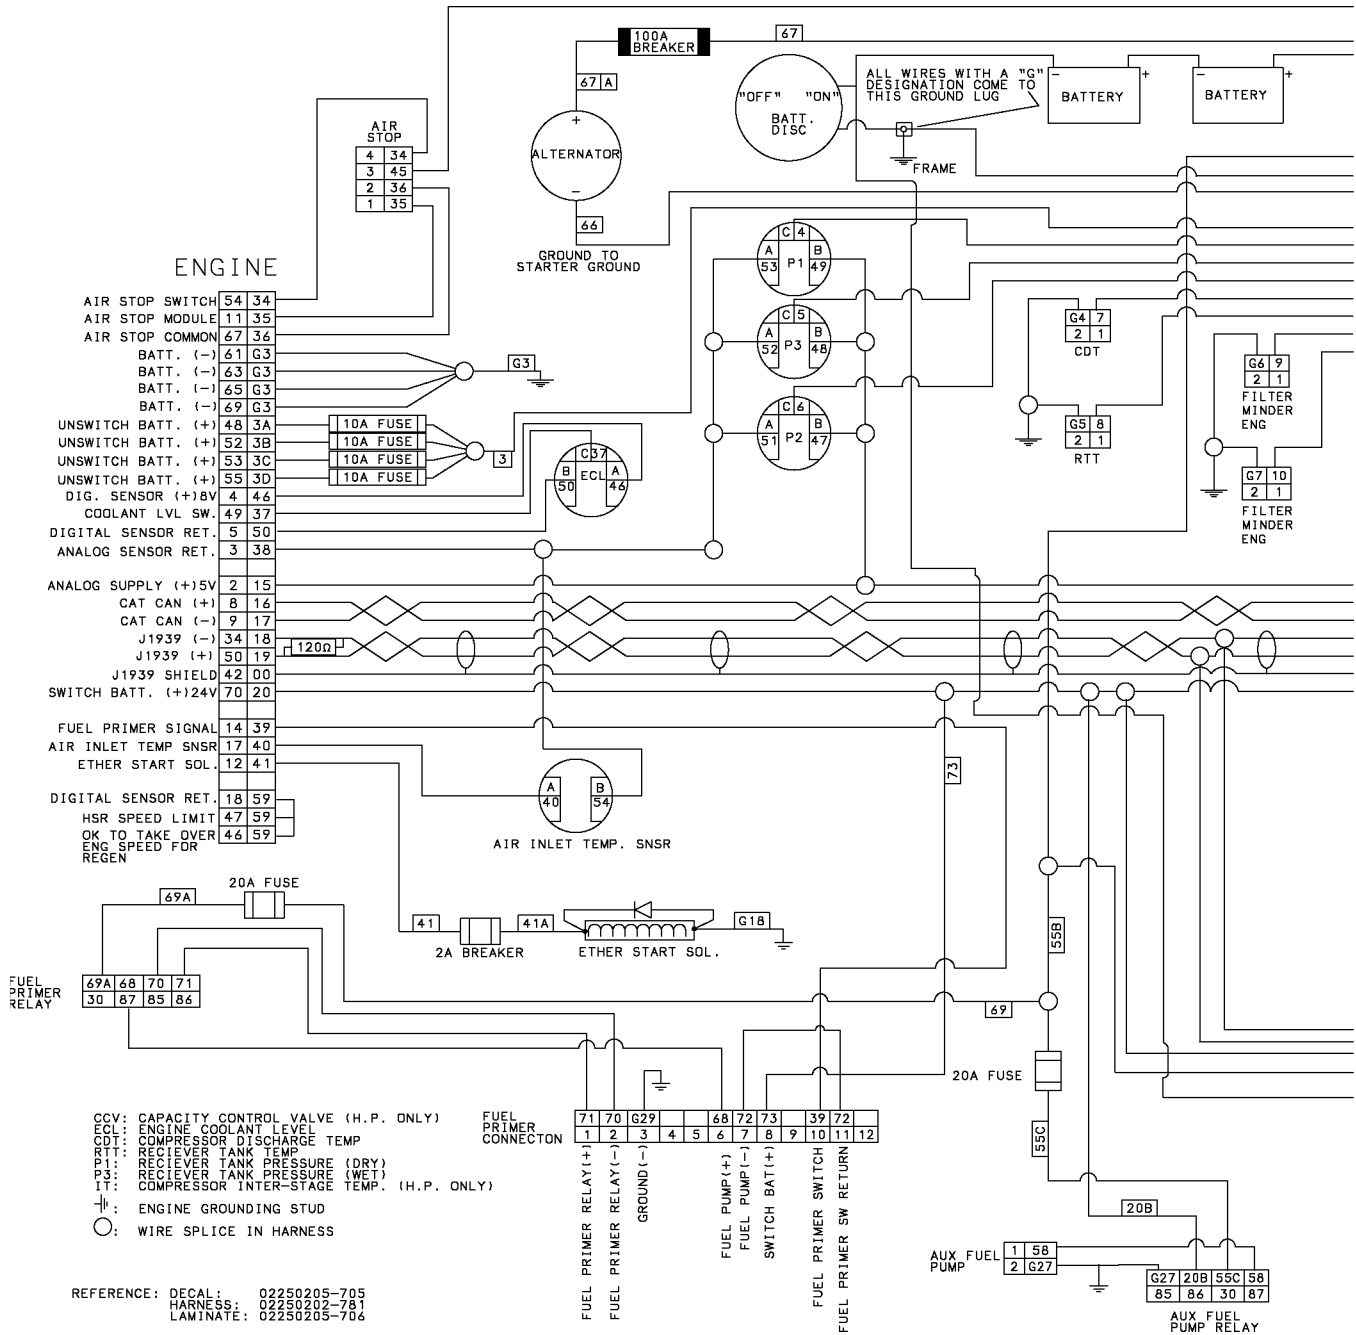 100A
BREAKER
67
67 A
ALTERNATOR
+
-
66
GROUND TO
STARTER GROUND
"OFF" "ON"
BATT.
DISC
ALL WIRES WITH A "G"
DESIGNATION COME TO
THIS GROUND LUG
FRAME
- +
BATTERY
- +
BATTERY
AIR
STOP
4 34
3 45
2 36
1 35
ENGINE
AIR STOP SWITCH 54 34
AIR STOP MODULE 11 35
AIR STOP COMMON 67 36
BATT. (-) 61 G3
BATT. (-) 63 G3
BATT. (-) 65 G3
BATT. (-) 69 G3
UNSWITCH BATT. (+) 48 3A
UNSWITCH BATT. (+) 52 3B
UNSWITCH BATT. (+) 53 3C
UNSWITCH BATT. (+) 55 3D
DIG. SENSOR (+)8V 4 46
COOLANT LVL SW. 49 37
DIGITAL SENSOR RET. 5 50
ANALOG SENSOR RET. 3 38
ANALOG SUPPLY (+)5V 2 15
CAT CAN (+) 8 16
CAT CAN (-) 9 17
J1939 (-) 34 18
J1939 (+) 50 19
J1939 SHIELD 42 00
SWITCH BATT. (+)24V 70 20
FUEL PRIMER SIGNAL 14 39
AIR INLET TEMP SNSR 17 40
ETHER START SOL. 12 41
DIGITAL SENSOR RET. 18 59
HSR SPEED LIMIT 47 59
OK TO TAKE OVER 46 59
ENG SPEED FOR
REGEN
G3
10A FUSE
10A FUSE
10A FUSE
10A FUSE
3
120Ω
C 37
B ECL A
50 46
C 4
A B
53 P1 49
C 5
A B
52 P3 48
C 6
A B
51 P2 47
G4 7
2 1
CDT
G5 8
2 1
RTT
G6 9
2 1
FILTER
MINDER
ENG
G7 10
2 1
FILTER
MINDER
ENG
A B
40 54
AIR INLET TEMP. SNSR
73
55B
20A FUSE
69A
41
2A BREAKER
41A
ETHER START SOL.
G18
FUEL
PRIMER
RELAY
69A 68 70 71
30 87 85 86
69
20A FUSE
55C
20B
CCV: CAPACITY CONTROL VALVE (H.P. ONLY)
ECL: ENGINE COOLANT LEVEL
CDT: COMPRESSOR DISCHARGE TEMP
RTT: RECIEVER TANK TEMP
P1: RECIEVER TANK PRESSURE (DRY)
P3: RECIEVER TANK PRESSURE (WET)
IT: COMPRESSOR INTER-STAGE TEMP. (H.P. ONLY)
: ENGINE GROUNDING STUD
: WIRE SPLICE IN HARNESS
FUEL
PRIMER
CONNECTON
71 70 G29 68 72 73 39 72
1 2 3 4 5 6 7 8 9 10 11 12
FUEL PRIMER RELAY(+)
FUEL PRIMER RELAY(-)
GROUND(-)
FUEL PUMP(+)
FUEL PUMP(-)
SWITCH BAT(+)
FUEL PRIMER SWITCH
FUEL PRIMER SW RETURN
AUX FUEL
PUMP
1 58
2 G27
G27 20B 55C 58
85 86 30 87
AUX FUEL
PUMP RELAY
REFERENCE: DECAL: 02250205-705
HARNESS: 02250202-781
LAMINATE: 02250205-706